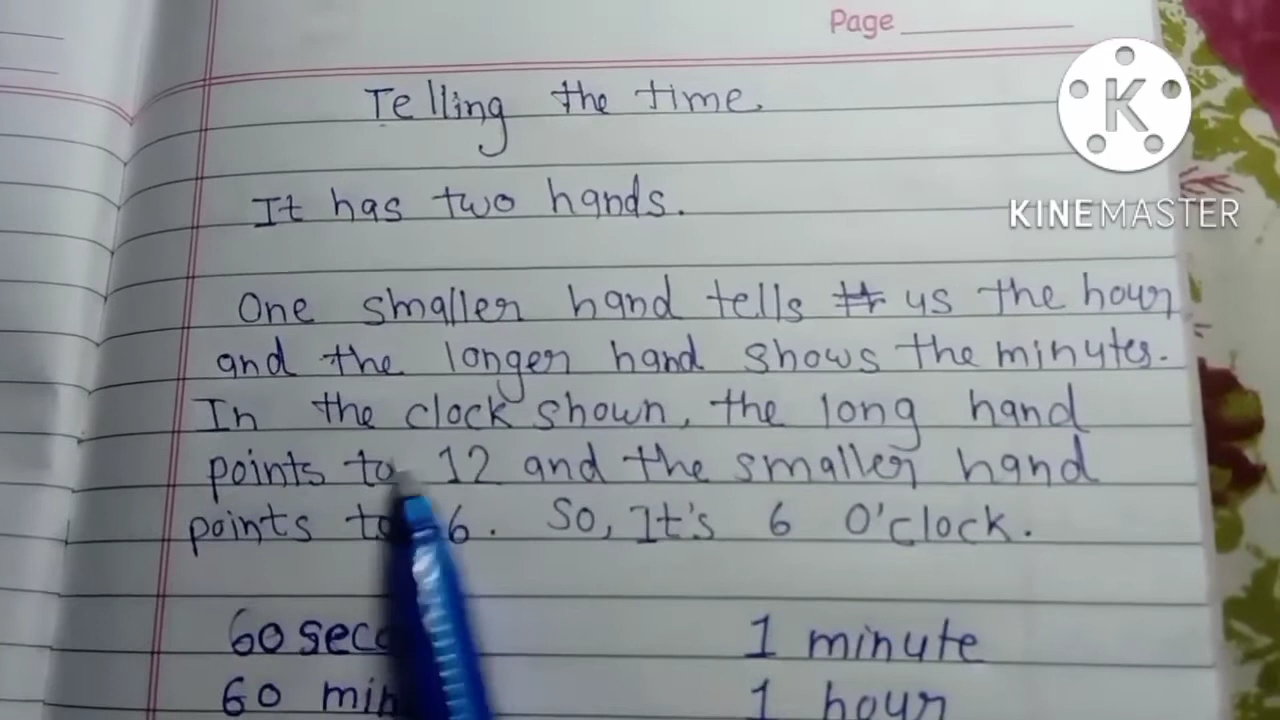 Page
Telling the time.
It has two hands.
One smaller hand tells us the hour
and the longer hand shows the minutes.
In the clock shown, the long hand
points to 12 and the smaller hand
points to 6. So, It's 6 O'clock.
60 1 minute
60 1 hour
K
KINEMASTER